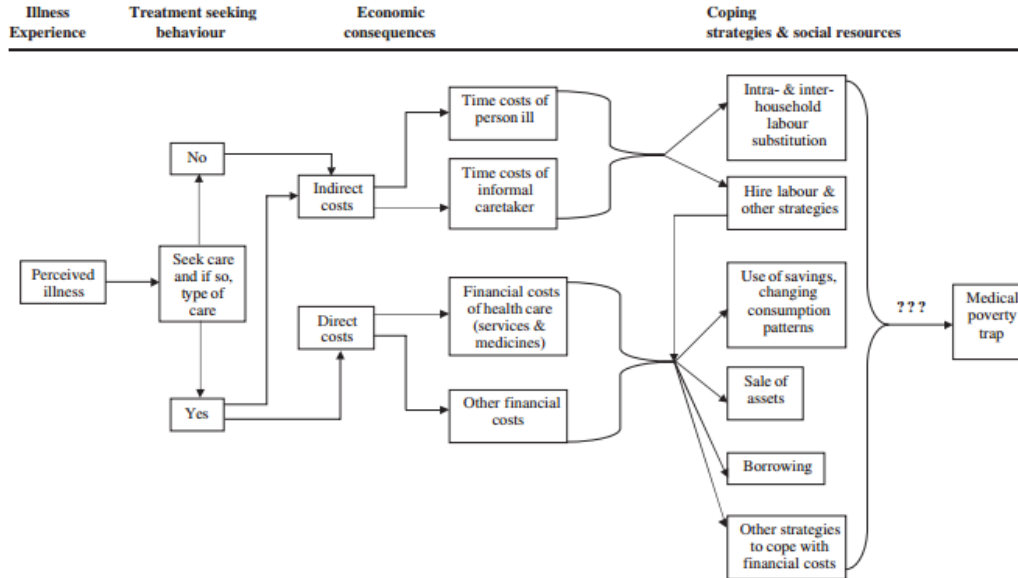 Illness
Experience
Treatment seeking
behaviour
Economic
consequences
Coping
strategies & social resources
Perceived
illness
No
Seek care
and if so,
type of
care
Yes
Indirect
costs
Direct
costs
Time costs of
person ill
Time costs of
informal
caretaker
Financial costs
of health care
(services &
medicines)
Other financial
costs
Intra- & inter-
household
labour
substitution
Hire labour &
other strategies
Use of savings,
changing
consumption
patterns
Sale of
assets
Borrowing
Other strategies
to cope with
financial costs
???
Medical
poverty
trap